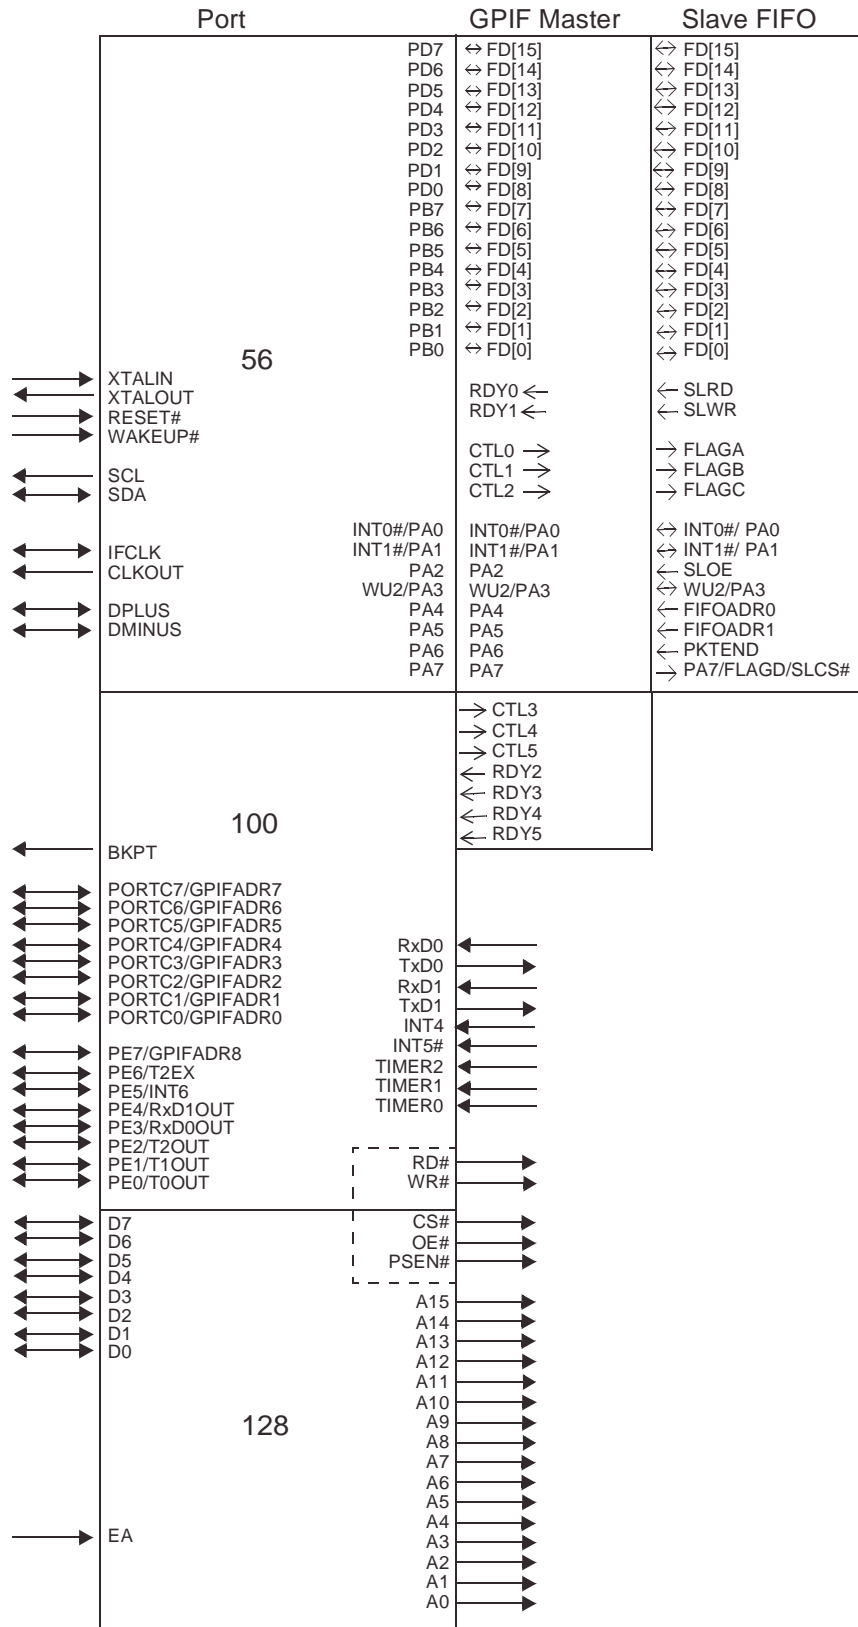 Port GPIF Master Slave FIFO
PD7 FD[15] FD[15]
PD6 FD[14] FD[14]
PD5 FD[13] FD[13]
PD4 FD[12] FD[12]
PD3 FD[11] FD[11]
PD2 FD[10] FD[10]
PD1 FD[9] FD[9]
PD0 FD[8] FD[8]
PB7 FD[7] FD[7]
PB6 FD[6] FD[6]
PB5 FD[5] FD[5]
PB4 FD[4] FD[4]
PB3 FD[3] FD[3]
PB2 FD[2] FD[2]
PB1 FD[1] FD[1]
PB0 FD[0] FD[0]
56
XTALIN
XTALOUT RDY0 SLRD
RESET# RDY1 SLWR
WAKEUP#
CTL0 FLAGA
SCL CTL1 FLAGB
SDA CTL2 FLAGC
INT0#/PA0 INT0#/PA0 INT0#/ PA0
IFCLK INT1#/PA1 INT1#/PA1 INT1#/ PA1
CLKOUT PA2 PA2 SLOE
WU2/PA3 WU2/PA3 WU2/PA3
DPLUS PA4 PA4 FIFOADR0
DMINUS PA5 PA5 FIFOADR1
PA6 PA6 PKTEND
PA7 PA7 PA7/FLAGD/SLCS#
CTL3
CTL4
CTL5
RDY2
RDY3
RDY4
100
RDY5
BKPT
PORTC7/GPIFADR7
PORTC6/GPIFADR6
PORTC5/GPIFADR5
PORTC4/GPIFADR4 RxD0
PORTC3/GPIFADR3 TxD0
PORTC2/GPIFADR2 RxD1
PORTC1/GPIFADR1 TxD1
PORTC0/GPIFADR0 INT4
PE7/GPIFADR8 INT5#
PE6/T2EX TIMER2
PE5/INT6 TIMER1
PE4/RxD1OUT TIMER0
PE3/RxD0OUT
PE2/T2OUT
PE1/T1OUT RD#
PE0/T0OUT WR#
D7 CS#
D6 OE#
D5 PSEN#
D4
D3 A15
D2 A14
D1 A13
D0 A12
A11
A10
128 A9
A8
A7
A6
A5
A4
EA A3
A2
A1
A0